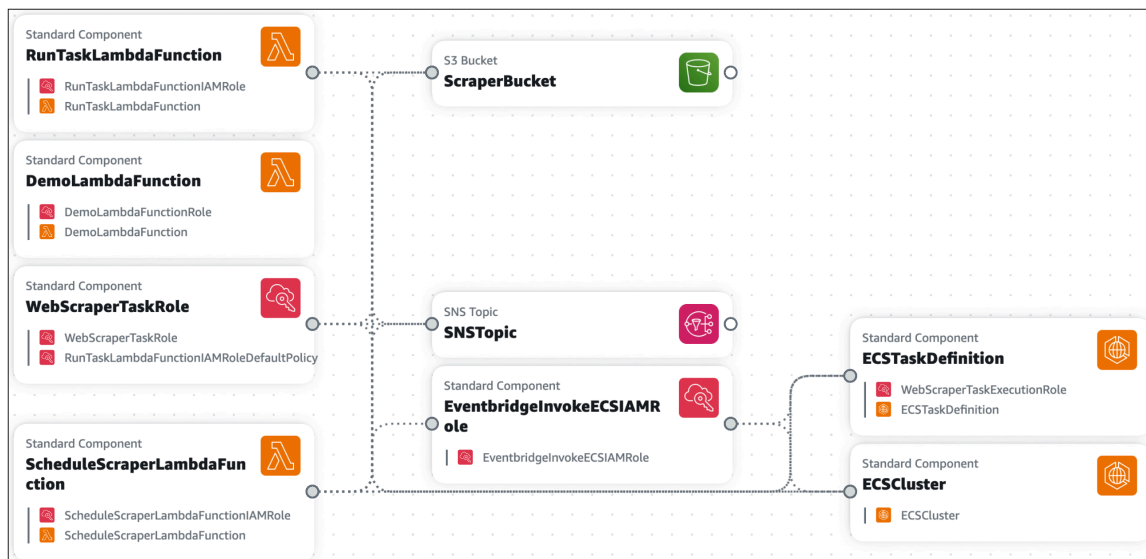 Standard Component
RunTaskLambdaFunction
RunTaskLambdaFunctionIAMRole
RunTaskLambdaFunction
S3 Bucket
ScraperBucket
Standard Component
DemoLambdaFunction
DemoLambdaFunctionRole
DemoLambdaFunction
Standard Component
WebScraperTaskRole
WebScraperTaskRole
RunTaskLambdaFunctionIAMRoleDefaultPolicy
SNS Topic
SNSTopic
Standard Component
EventbridgeInvokeECSIAMR
ole
EventbridgeInvokeECSIAMRole
Standard Component
ECSTaskDefinition
WebScraperTaskExecutionRole
ECSTaskDefinition
Standard Component
ScheduleScraperLambdaFun
ction
ScheduleScraperLambdaFunctionIAMRole
ScheduleScraperLambdaFunction
Standard Component
ECSCluster
ECSCluster